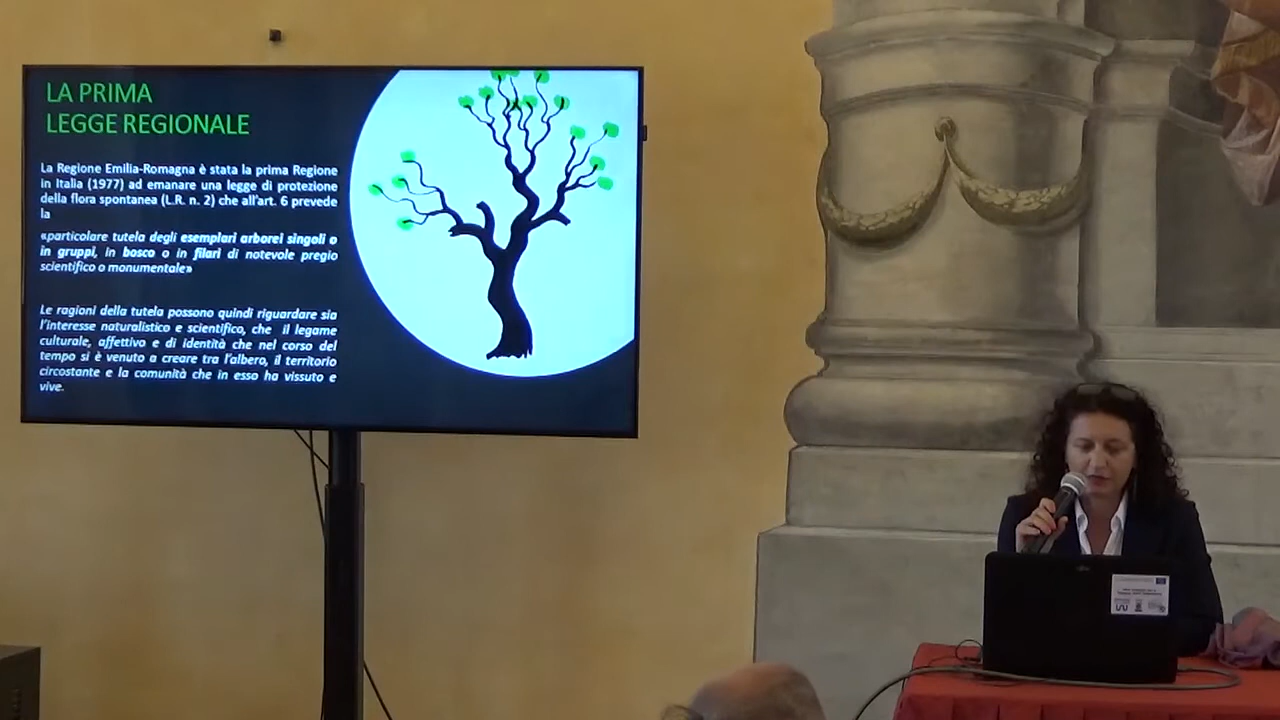 LA PRIMA
LEGGE REGIONALE
La Regione Emilia-Romagna è stata la prima Regione
in Italia (1977) ad emanare una legge di protezione
della flora spontanea (L.R. n. 2) che all'art. 6 prevede
la
«particolare tutela degli esemplari arborei singoli o
in gruppi, in bosco o in filari di notevole pregio
scientifico o monumentale»
Le ragioni della tutela possono quindi riguardare sia
l'interesse naturalistico e scientifico, che il legame
culturale, affettivo e di identità che nel corso del
tempo si è venuto a creare tra l'albero, il territorio
circostante e la comunità che in esso ha vissuto e
vive.